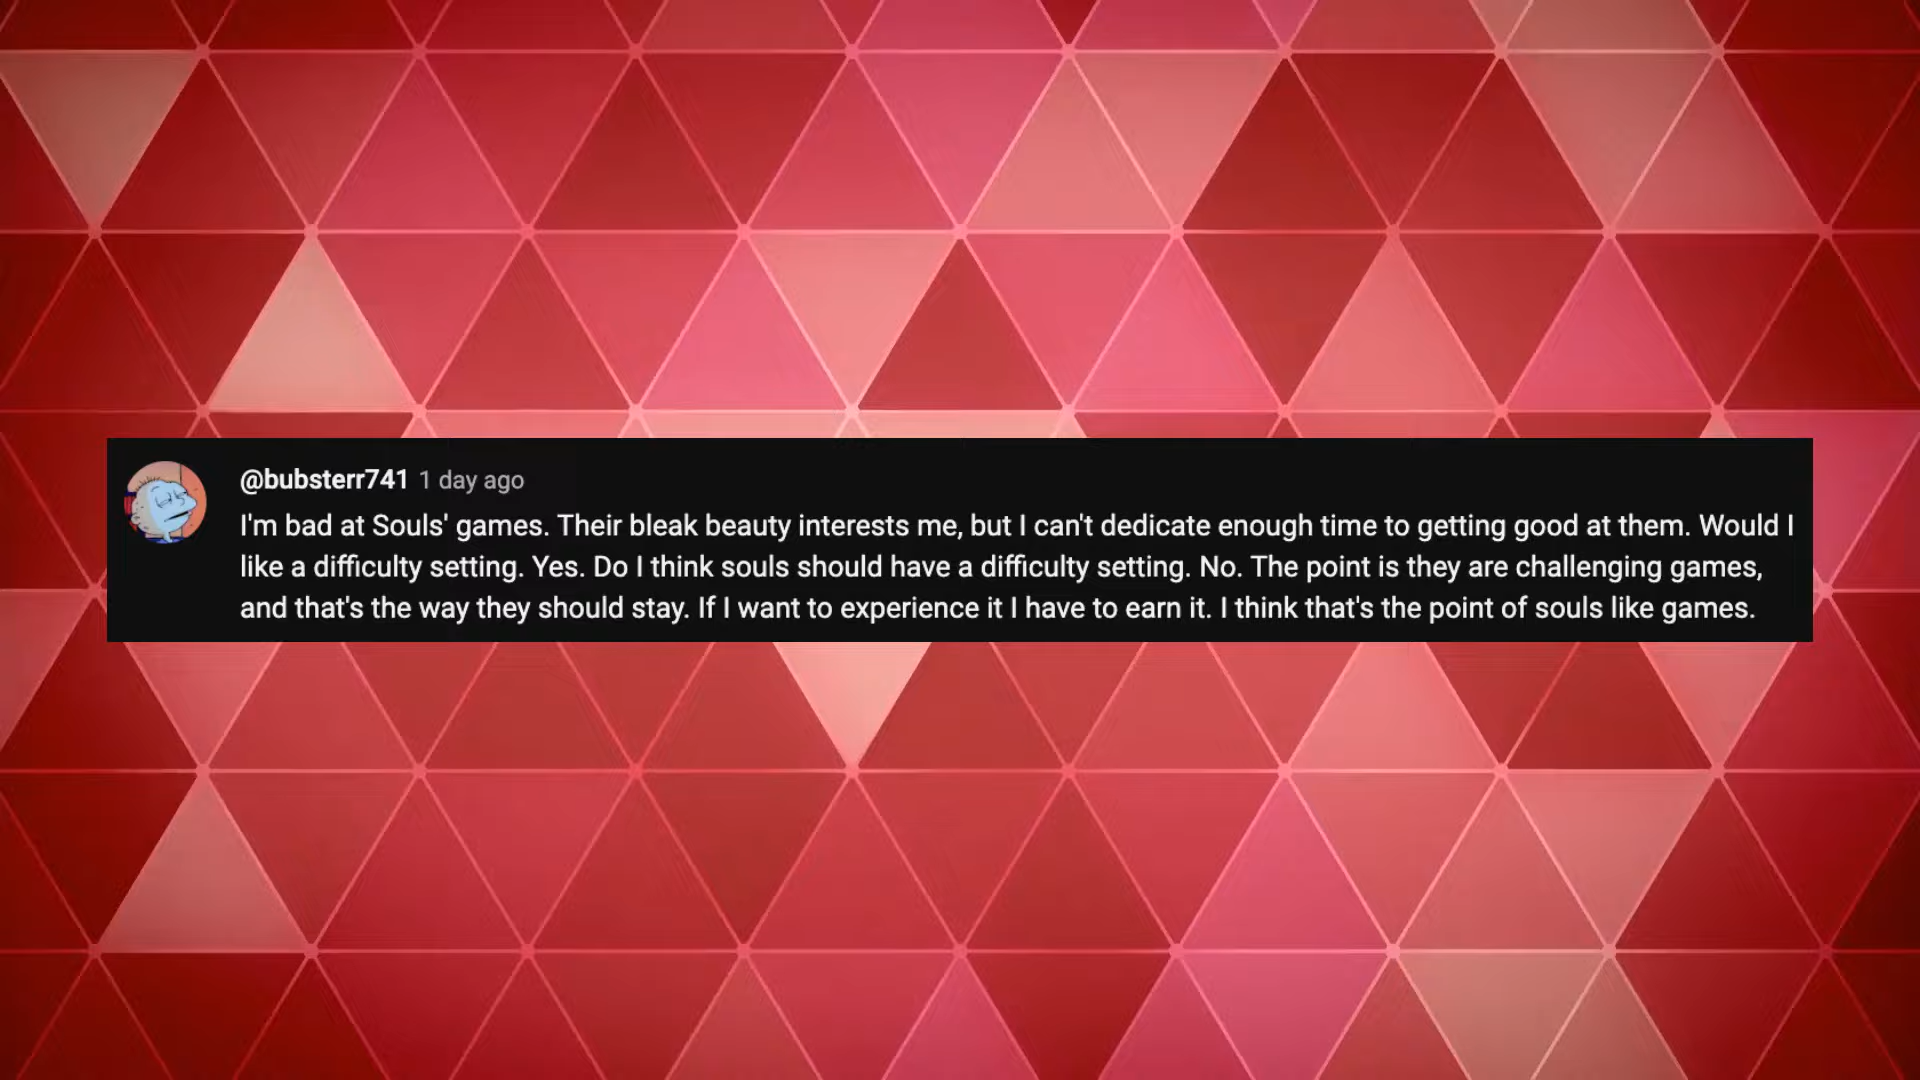 @bubsterr741 1 day ago
I'm bad at Souls' games. Their bleak beauty interests me, but I can't dedicate enough time to getting good at them. Would I
like a difficulty setting. Yes. Do I think souls should have a difficulty setting. No. The point is they are challenging games,
and that's the way they should stay. If I want to experience it I have to earn it. I think that's the point of souls like games.